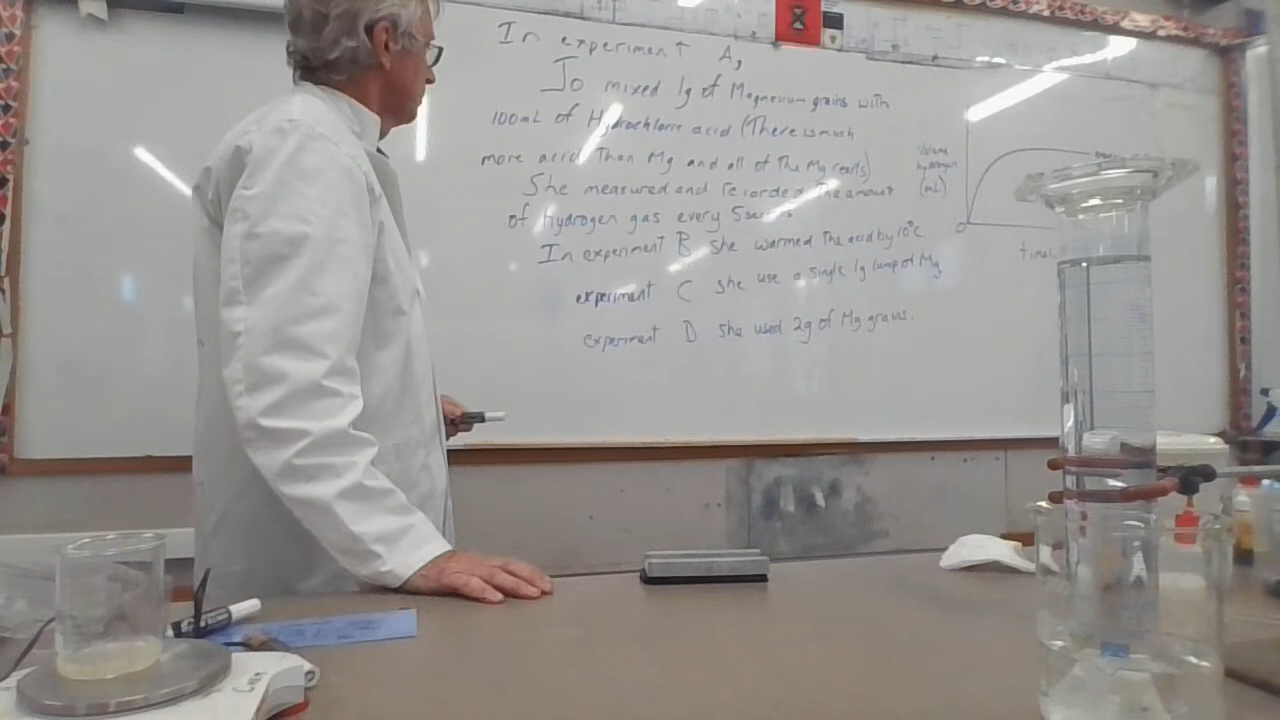 In experiment A,
Jo mixed 1g of Magnesium grains with
100mL of Hydrochloric acid (There is much
more acid Than Mg and all of The Mg reacts)
She measured and recorded The amount
of Hydrogen gas every 5
In experiment B she warmed The acid by 10°C
experiment C she use a single 1g lump of Mg
experiment D she used 2g of Mg grains.
Volume
hydrogen
(mL)
0
time